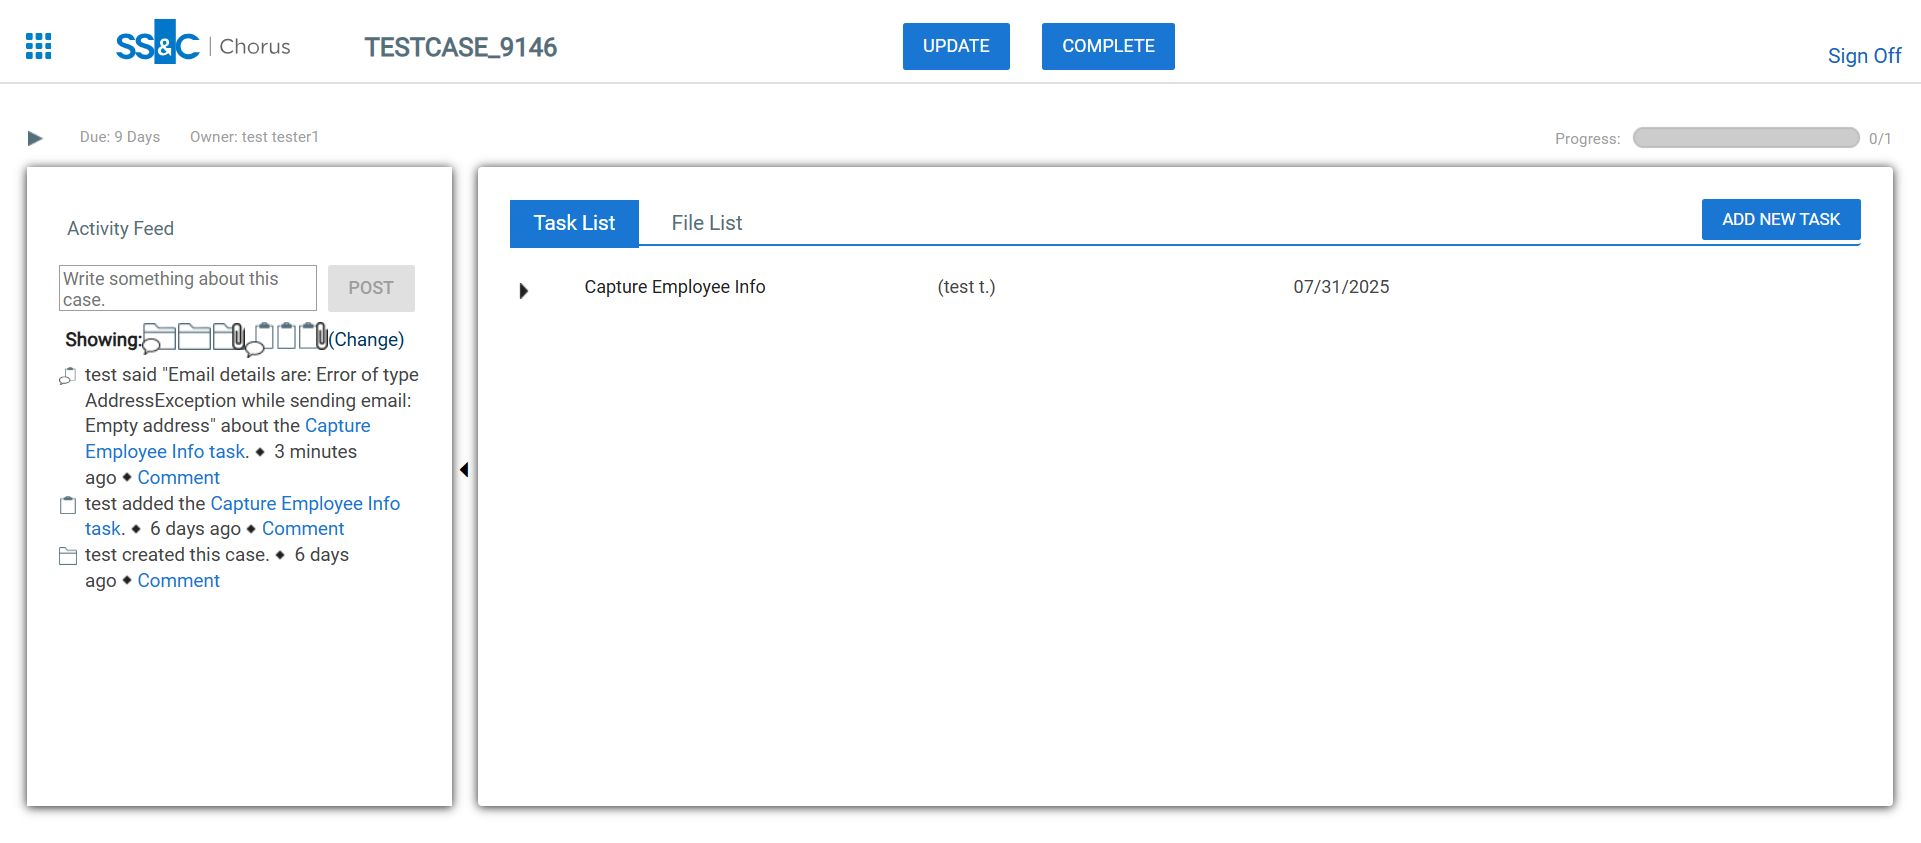 SS&C | Chorus
TESTCASE_9146
UPDATE
COMPLETE
Sign Off
Due: 9 Days
Owner: test tester1
Progress:
0/1
Activity Feed
Write something about this
case.
POST
Showing:
(Change)
test said "Email details are: Error of type
AddressException while sending email:
Empty address" about the Capture
Employee Info task. ◆ 3 minutes
ago ◆ Comment
test added the Capture Employee Info
task. ◆ 6 days ago ◆ Comment
test created this case. ◆ 6 days
ago ◆ Comment
Task List
File List
ADD NEW TASK
Capture Employee Info
(test t.)
07/31/2025